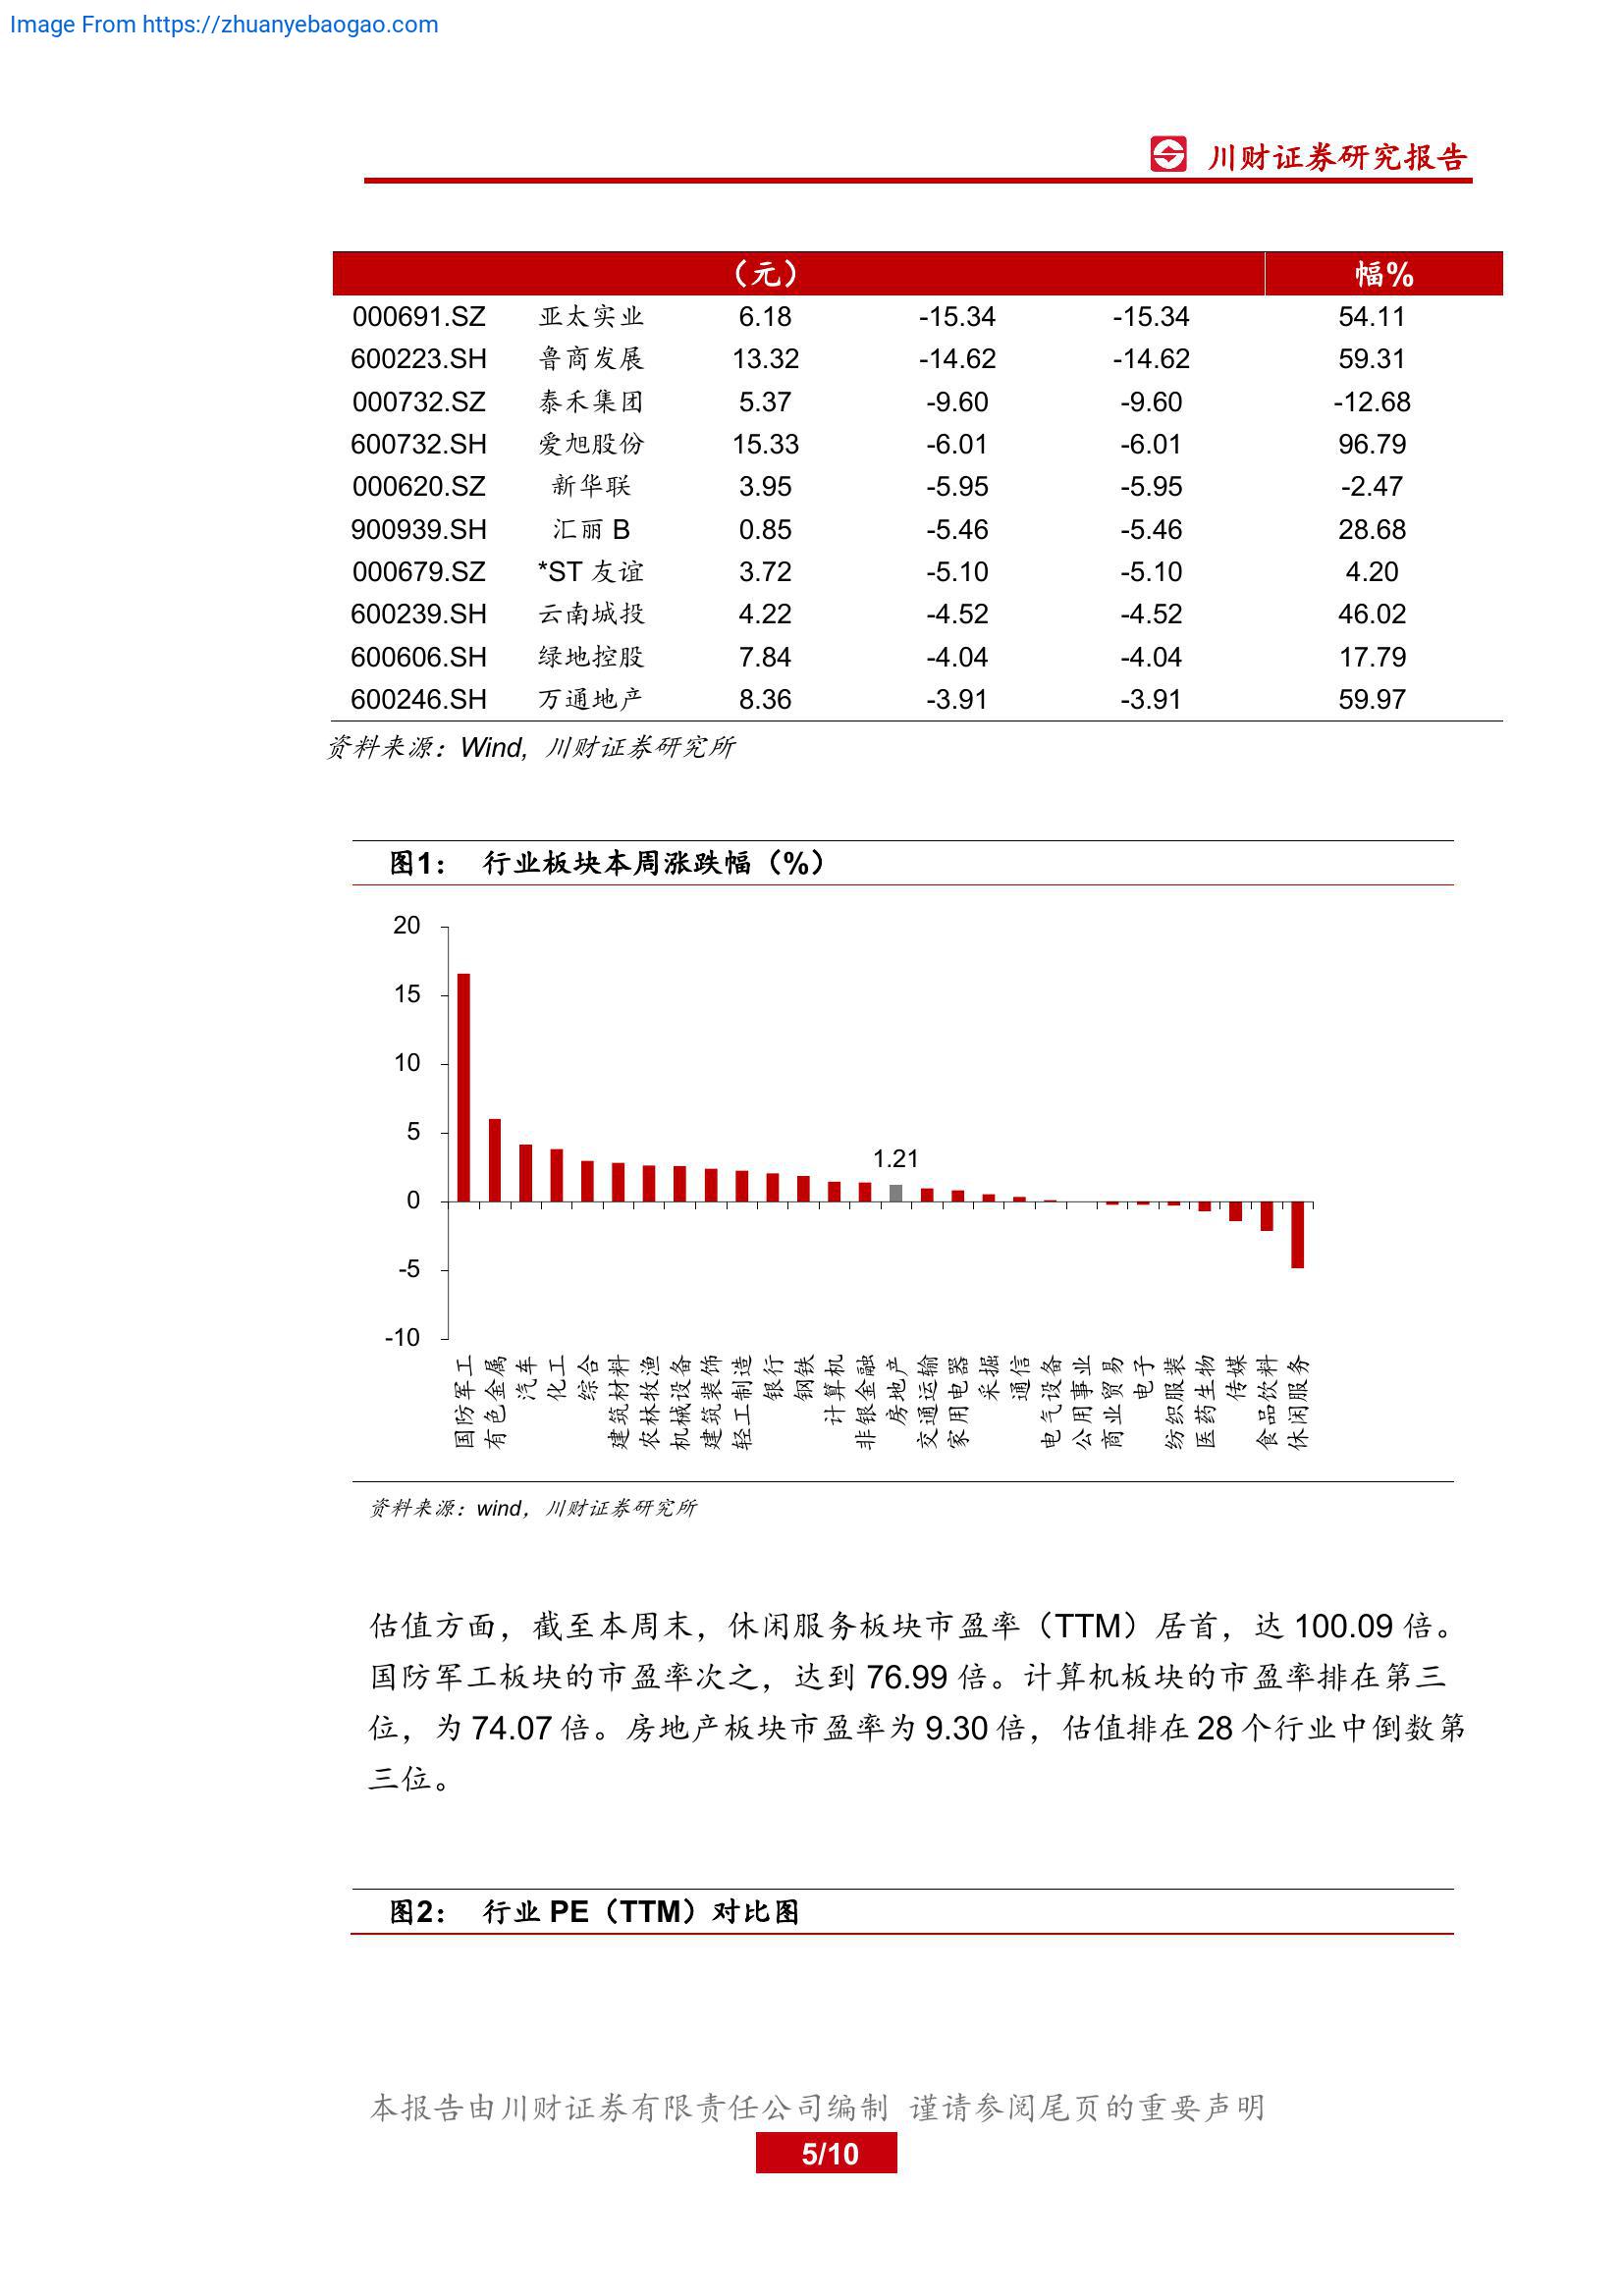 Image From https://zhuanyebaogao.com
川财证券研究报告
（元） 幅%
000691.SZ 亚太实业 6.18 -15.34 -15.34 54.11
600223.SH 鲁商发展 13.32 -14.62 -14.62 59.31
000732.SZ 泰禾集团 5.37 -9.60 -9.60 -12.68
600732.SH 爱旭股份 15.33 -6.01 -6.01 96.79
000620.SZ 新华联 3.95 -5.95 -5.95 -2.47
900939.SH 汇丽 B 0.85 -5.46 -5.46 28.68
000679.SZ *ST 友谊 3.72 -5.10 -5.10 4.20
600239.SH 云南城投 4.22 -4.52 -4.52 46.02
600606.SH 绿地控股 7.84 -4.04 -4.04 17.79
600246.SH 万通地产 8.36 -3.91 -3.91 59.97
资料来源：Wind, 川财证券研究所
图1： 行业板块本周涨跌幅（%）
20
15
10
5
0
-5
-10
1.21
国防军工
有色金属
汽车
化工
综合
建筑材料
农林牧渔
机械设备
建筑装饰
轻工制造
银行
钢铁
计算机
非银金融
房地产
交通运输
家用电器
采掘
通信
电气设备
公用事业
商业贸易
电子
纺织服装
医药生物
传媒
食品饮料
休闲服务
资料来源：wind，川财证券研究所
估值方面，截至本周末，休闲服务板块市盈率（TTM）居首，达 100.09 倍。
国防军工板块的市盈率次之，达到 76.99 倍。计算机板块的市盈率排在第三
位，为 74.07 倍。房地产板块市盈率为 9.30 倍，估值排在 28 个行业中倒数第
三位。
图2： 行业 PE（TTM）对比图
本报告由川财证券有限责任公司编制 谨请参阅尾页的重要声明
5/10